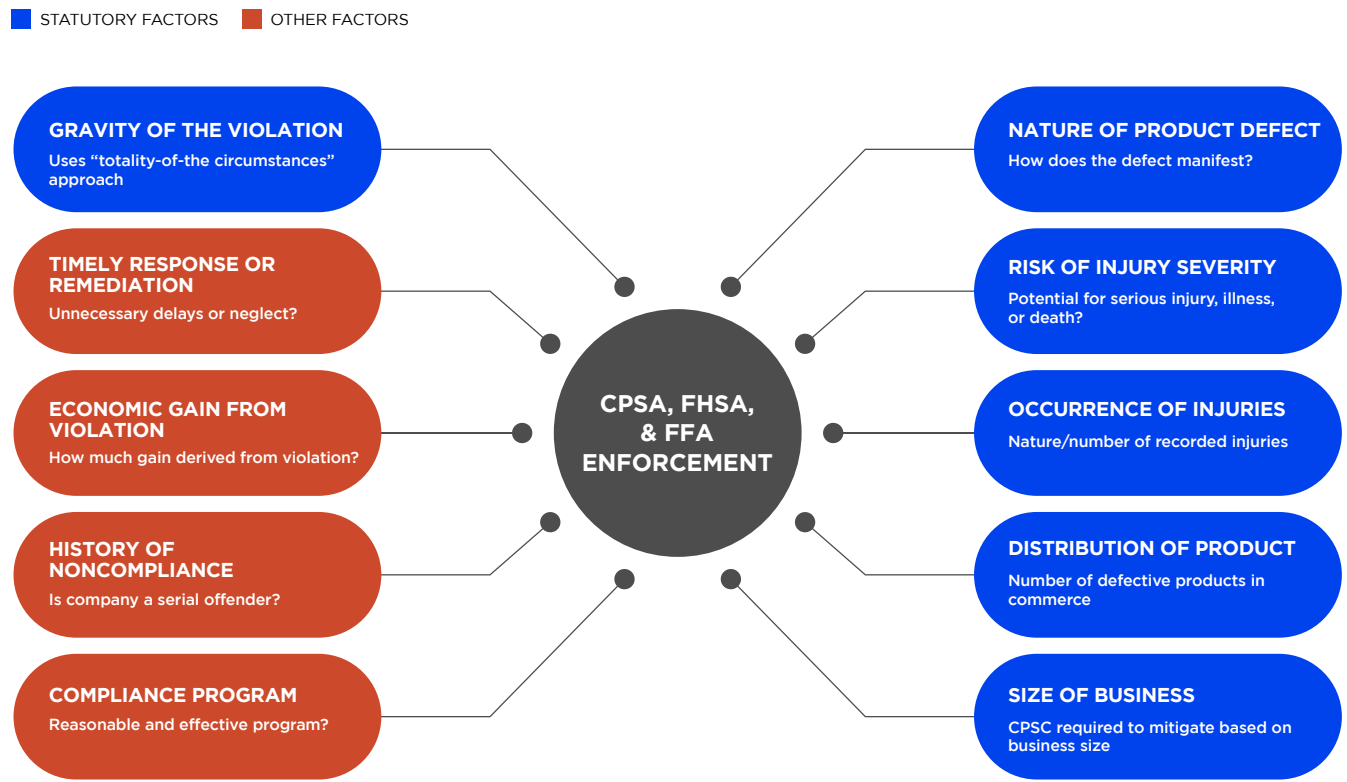 STATUTORY FACTORS
OTHER FACTORS
GRAVITY OF THE VIOLATION
Uses “totality-of-the circumstances”
approach
TIMELY RESPONSE OR
REMEDIATION
Unnecessary delays or neglect?
ECONOMIC GAIN FROM
VIOLATION
How much gain derived from violation?
HISTORY OF
NONCOMPLIANCE
Is company a serial offender?
COMPLIANCE PROGRAM
Reasonable and effective program?
CPSA, FHSA,
& FFA
ENFORCEMENT
NATURE OF PRODUCT DEFECT
How does the defect manifest?
RISK OF INJURY SEVERITY
Potential for serious injury, illness,
or death?
OCCURRENCE OF INJURIES
Nature/number of recorded injuries
DISTRIBUTION OF PRODUCT
Number of defective products in
commerce
SIZE OF BUSINESS
CPSC required to mitigate based on
business size